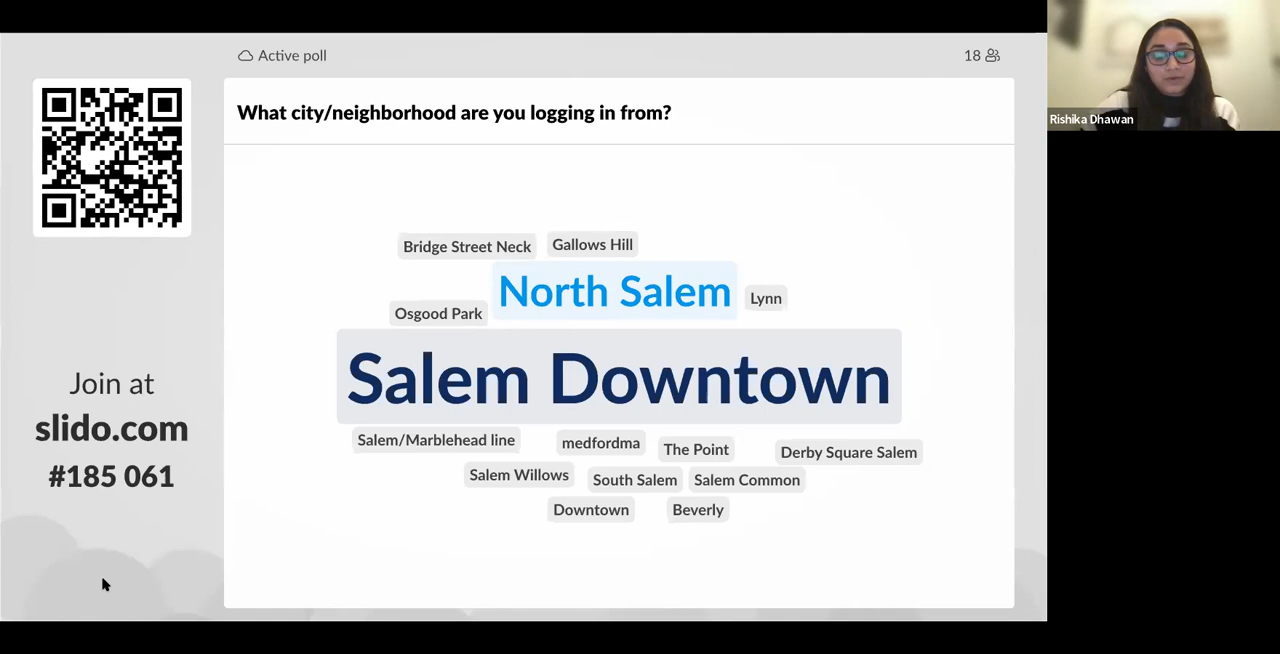 Active poll
18
What city/neighborhood are you logging in from?
Bridge Street Neck
Gallows Hill
North Salem
Lynn
Osgood Park
Salem Downtown
Salem/Marblehead line
medfordma
The Point
Derby Square Salem
Salem Willows
South Salem
Salem Common
Downtown
Beverly
Join at
slido.com
#185 061
Rishika Dhawan